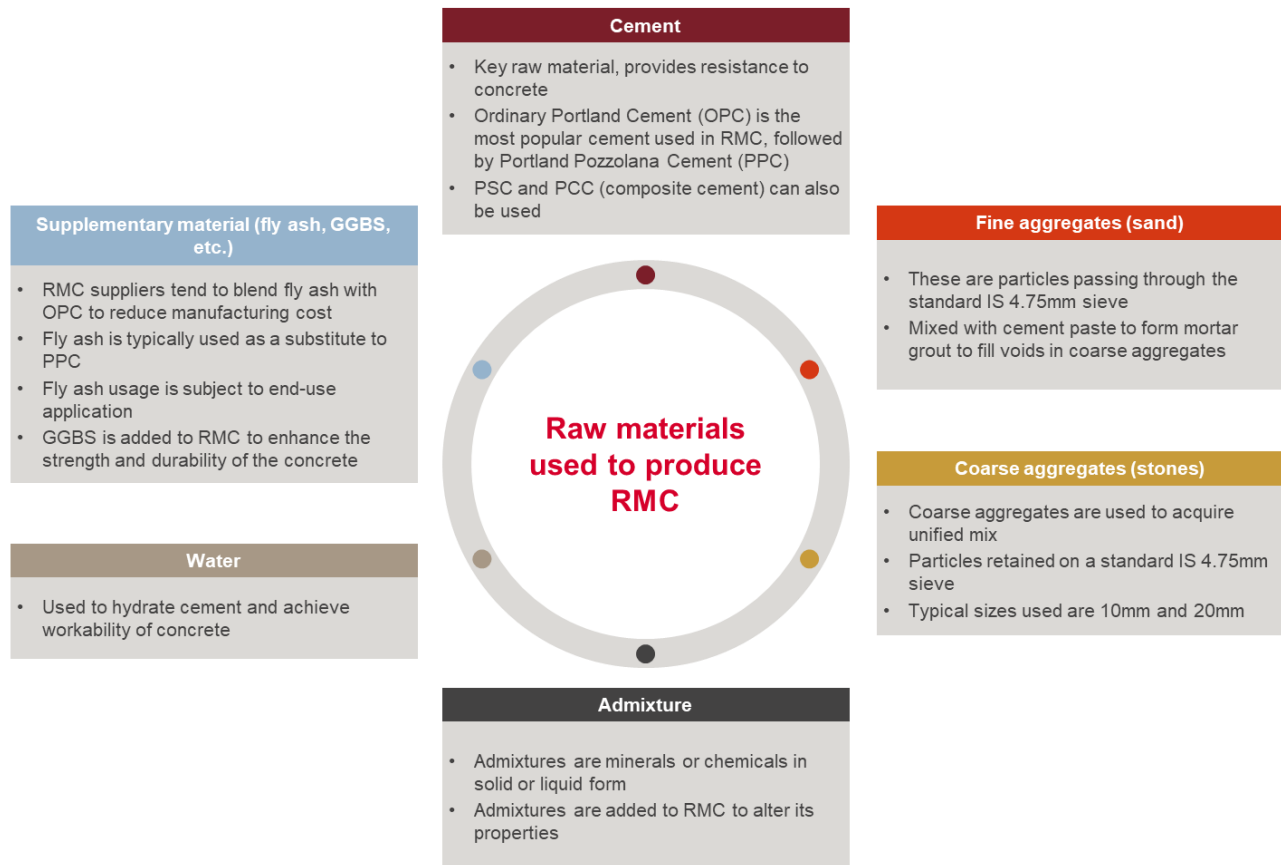 Cement
• Key raw material, provides resistance to
concrete
• Ordinary Portland Cement (OPC) is the
most popular cement used in RMC, followed
by Portland Pozzolana Cement (PPC)
• PSC and PCC (composite cement) can also
be used
Supplementary material (fly ash, GGBS,
etc.)
• RMC suppliers tend to blend fly ash with
OPC to reduce manufacturing cost
• Fly ash is typically used as a substitute to
PPC
• Fly ash usage is subject to end-use
application
• GGBS is added to RMC to enhance the
strength and durability of the concrete
Fine aggregates (sand)
• These are particles passing through the
standard IS 4.75mm sieve
• Mixed with cement paste to form mortar
grout to fill voids in coarse aggregates
Raw materials
used to produce
RMC
Coarse aggregates (stones)
• Coarse aggregates are used to acquire
unified mix
• Particles retained on a standard IS 4.75mm
sieve
• Typical sizes used are 10mm and 20mm
Water
• Used to hydrate cement and achieve
workability of concrete
Admixture
• Admixtures are minerals or chemicals in
solid or liquid form
• Admixtures are added to RMC to alter its
properties